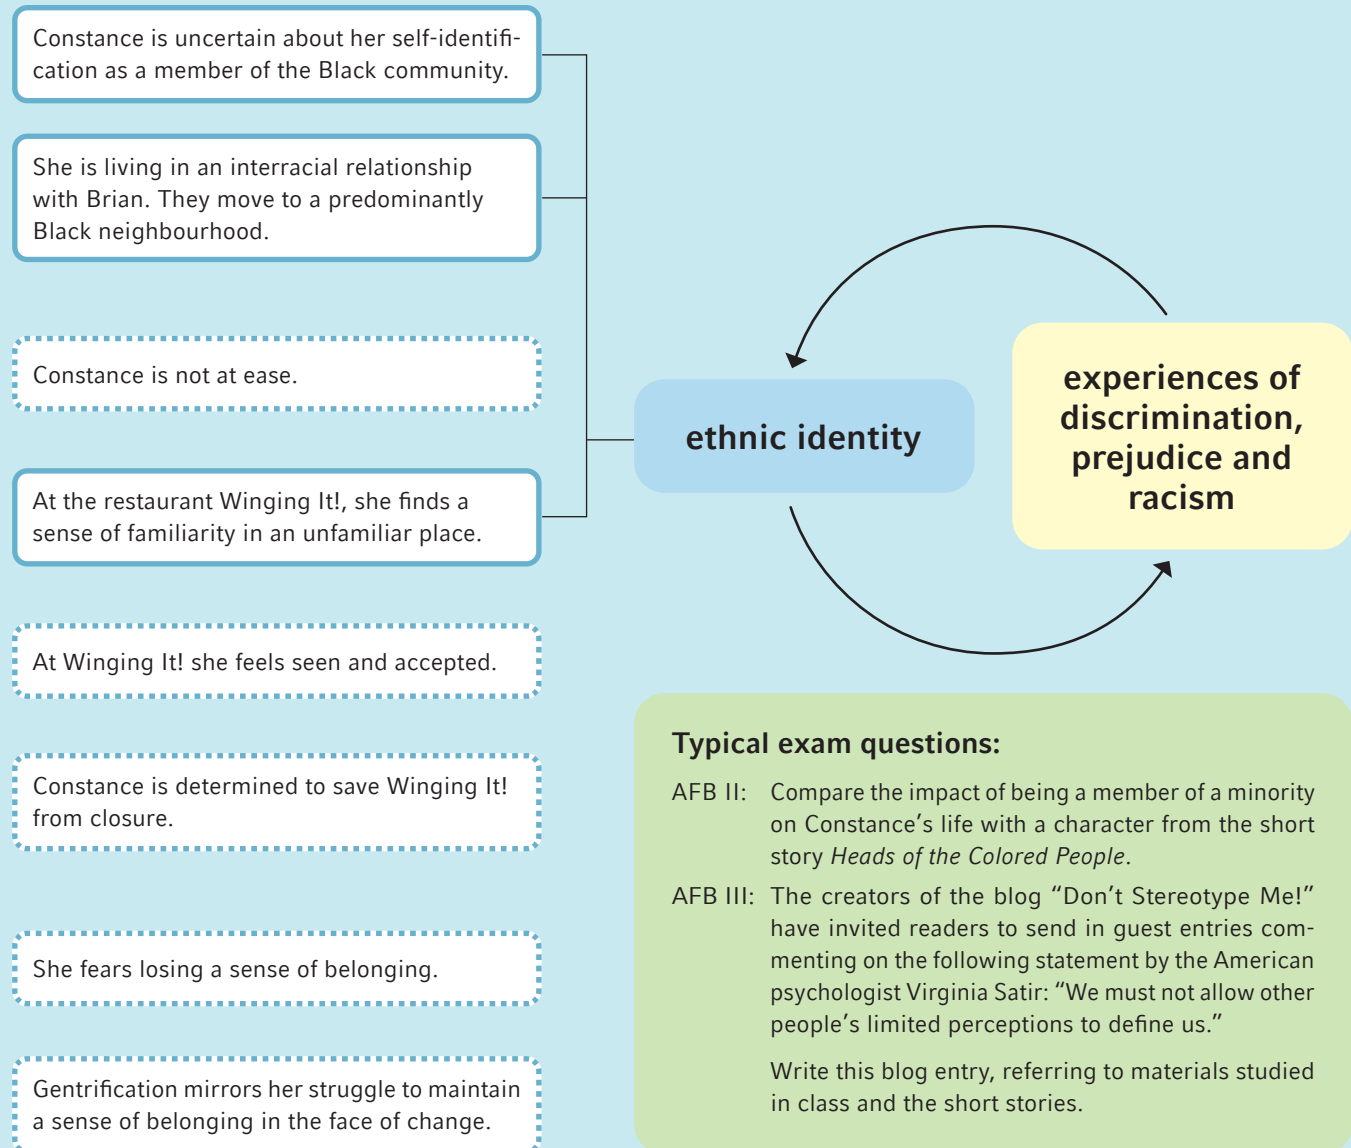 Constance is uncertain about her self-identifi-
cation as a member of the Black community.
She is living in an interracial relationship
with Brian. They move to a predominantly
Black neighbourhood.
Constance is not at ease.
At the restaurant Winging It!, she finds a
sense of familiarity in an unfamiliar place.
At Winging It! she feels seen and accepted.
Constance is determined to save Winging It!
from closure.
She fears losing a sense of belonging.
Gentrification mirrors her struggle to maintain
a sense of belonging in the face of change.
ethnic identity
experiences of
discrimination,
prejudice and
racism
Typical exam questions:
AFB II: Compare the impact of being a member of a minority
on Constance’s life with a character from the short
story Heads of the Colored People.
AFB III: The creators of the blog “Don’t Stereotype Me!”
have invited readers to send in guest entries com-
menting on the following statement by the American
psychologist Virginia Satir: “We must not allow other
people’s limited perceptions to define us.”
Write this blog entry, referring to materials studied
in class and the short stories.